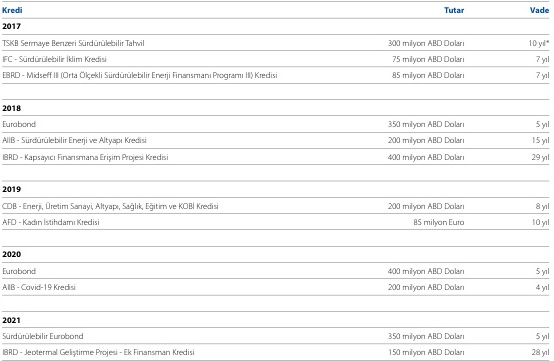 Kredi Tutar Vade
2017
TSKB Sermaye Benzeri Sürdürülebilir Tahvil 300 milyon ABD Doları 10 yıl*
IFC - Sürdürülebilir İklim Kredisi 75 milyon ABD Doları 7 yıl
EBRD - Midseff III (Orta Ölçekli Sürdürülebilir Enerji Finansmanı Programı III) Kredisi 85 milyon ABD Doları 7 yıl
2018
Eurobond 350 milyon ABD Doları 5 yıl
AIIB - Sürdürülebilir Enerji ve Altyapı Kredisi 200 milyon ABD Doları 15 yıl
IBRD - Kapsayıcı Finansmana Erişim Projesi Kredisi 400 milyon ABD Doları 29 yıl
2019
CDB - Enerji, Üretim Sanayi, Altyapı, Sağlık, Eğitim ve KOBİ Kredisi 200 milyon ABD Doları 8 yıl
AFD - Kadın İstihdamı Kredisi 85 milyon Euro 10 yıl
2020
Eurobond 400 milyon ABD Doları 5 yıl
AIIB - Covid-19 Kredisi 200 milyon ABD Doları 4 yıl
2021
Sürdürülebilir Eurobond 350 milyon ABD Doları 5 yıl
IBRD - Jeotermal Geliştirme Projesi - Ek Finansman Kredisi 150 milyon ABD Doları 28 yıl